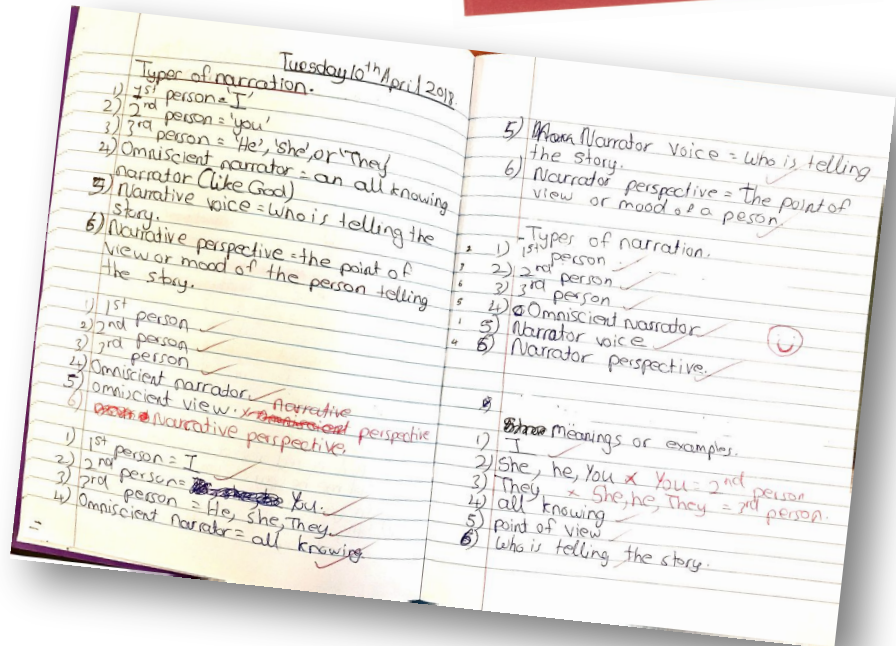 Tuesday 10th April 2018.
Types of narration.
1) 1st person = 'I'
2) 2nd person = 'you'
3) 3rd person = 'He', 'she', or 'They
4) Omniscient narrator = an all knowing
narrator (like God)
5) Narrative voice = who is telling the
story.
6) Narrative perspective = the point of
view or mood of the person telling
the story.
1) 1st person
2) 2nd person
3) 3rd person
4) Omniscient narrator.
5) omniscient view. x Narrative perspective
6) Narrative perspective.
1) 1st person = I
2) 2nd person = You.
3) 3rd person = He, she, They.
4) Omniscient narrator = all knowing
5) Narrator voice = who is telling
the story.
6) Narrator perspective = The point of
view or mood of a peson.
- Types of narration.
2 1) 1st person
3 2) 2nd person
6 3) 3rd person
5 4) Omniscient narrator
1 5) Narrator voice
4 6) Narrator perspective.
meanings or examples.
1) I
2) She, he, You x You = 2nd person
3) They x She, he, They = 3rd person.
4) all knowing
5) point of view
6) who is telling the story.